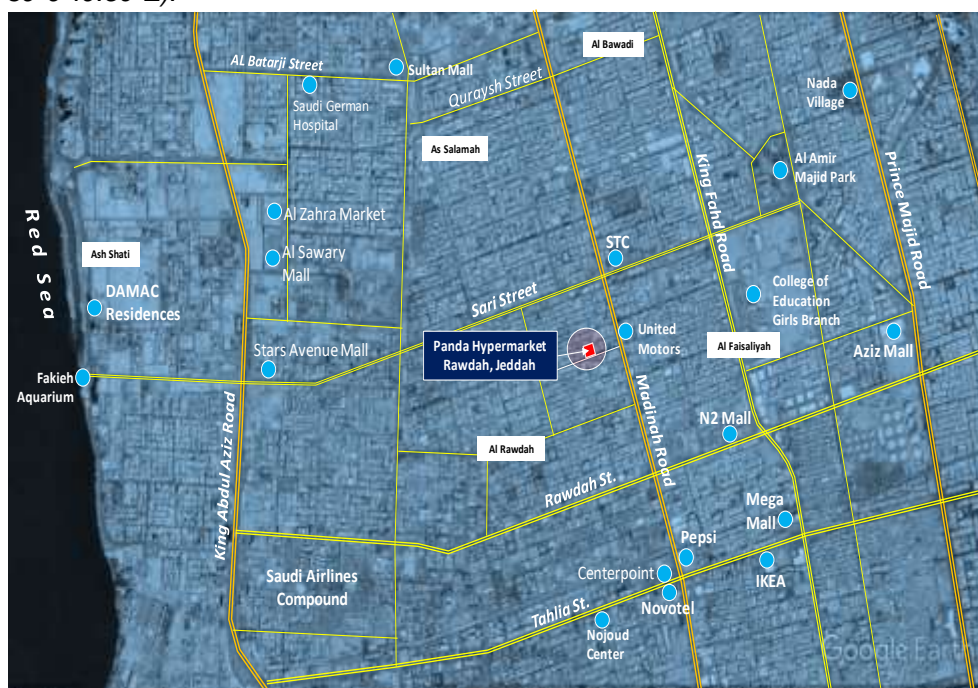 Al Bawadi
AL Batarji Street
Sultan Mall
Quraysh Street
Nada
Village
Saudi German
Hospital
As Salamah
Al Amir
Majid Park
King Fahd Road
Prince Majid Road
Al Zahra Market
Red Sea
Ash Shati
Al Sawary
Mall
STC
DAMAC
Residences
Sari Street
College of
Education
Girls Branch
Panda Hypermarket
Rawdah, Jeddah
United
Motors
Al Faisaliyah
Aziz Mall
Stars Avenue Mall
Fakieh
Aquarium
King Abdul Aziz Road
Madinah Road
N2 Mall
Al Rawdah
Rawdah St.
Mega
Mall
Pepsi
Saudi Airlines
Compound
Centerpoint
IKEA
Novotel
Tahlia St.
Nojoud
Center
Google Earth